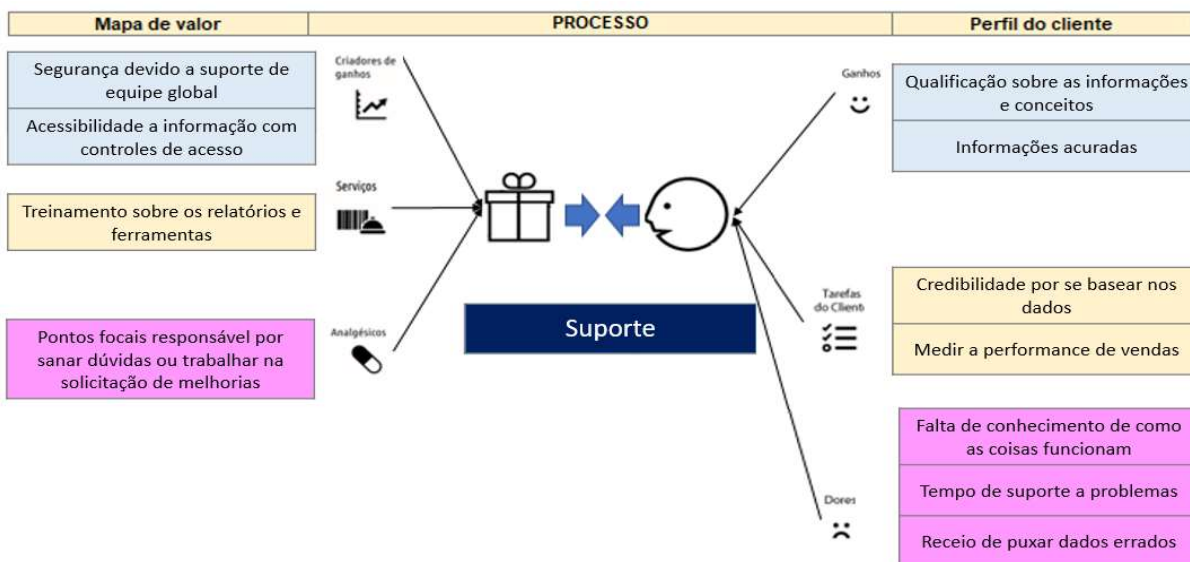 Mapa de valor
PROCESSO
Perfil do cliente
Segurança devido a suporte de
equipe global
Acessibilidade a informação com
controles de acesso
Treinamento sobre os relatórios e
ferramentas
Pontos focais responsável por
sanar dúvidas ou trabalhar na
solicitação de melhorias
Criadores de
ganhos
Serviços
Analgésicos
Suporte
Ganhos
Tarefas
do Client
Dores
Qualificação sobre as informações
e conceitos
Informações acuradas
Credibilidade por se basear nos
dados
Medir a performance de vendas
Falta de conhecimento de como
as coisas funcionam
Tempo de suporte a problemas
Receio de puxar dados errados